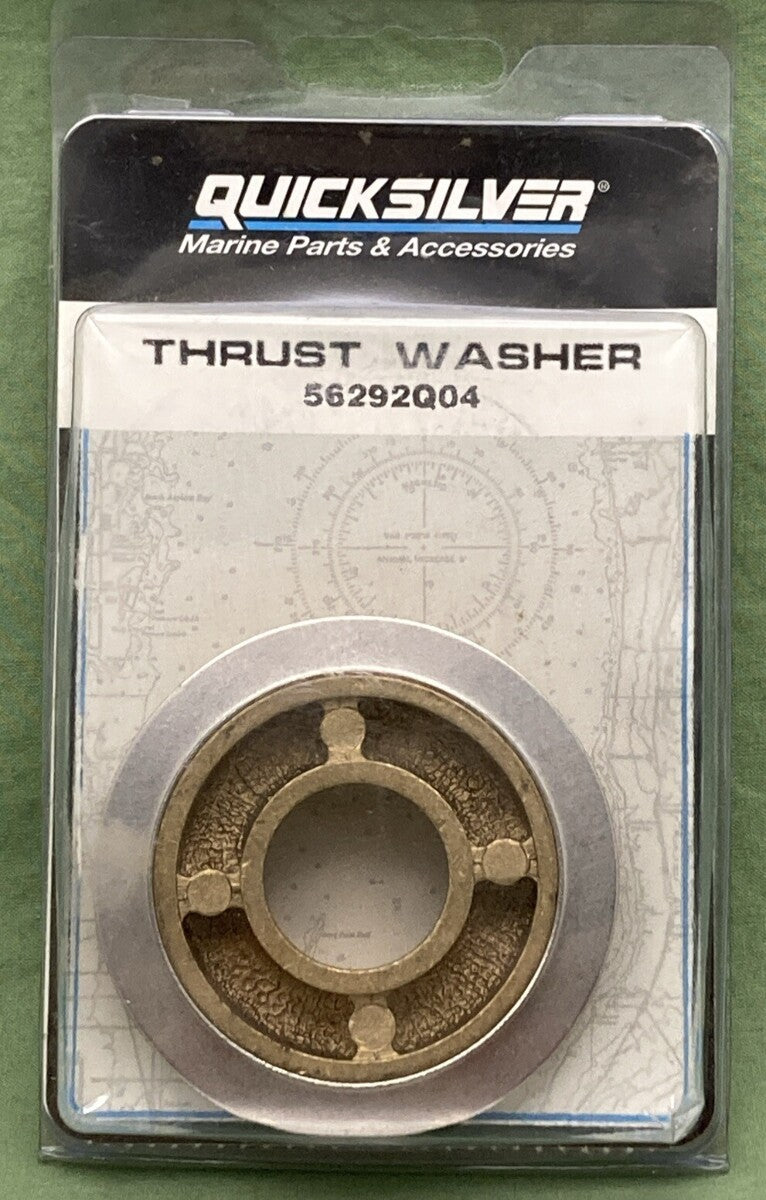 QUICKSILVER®
Marine Parts & Accessories
THRUST WASHER
56292Q04